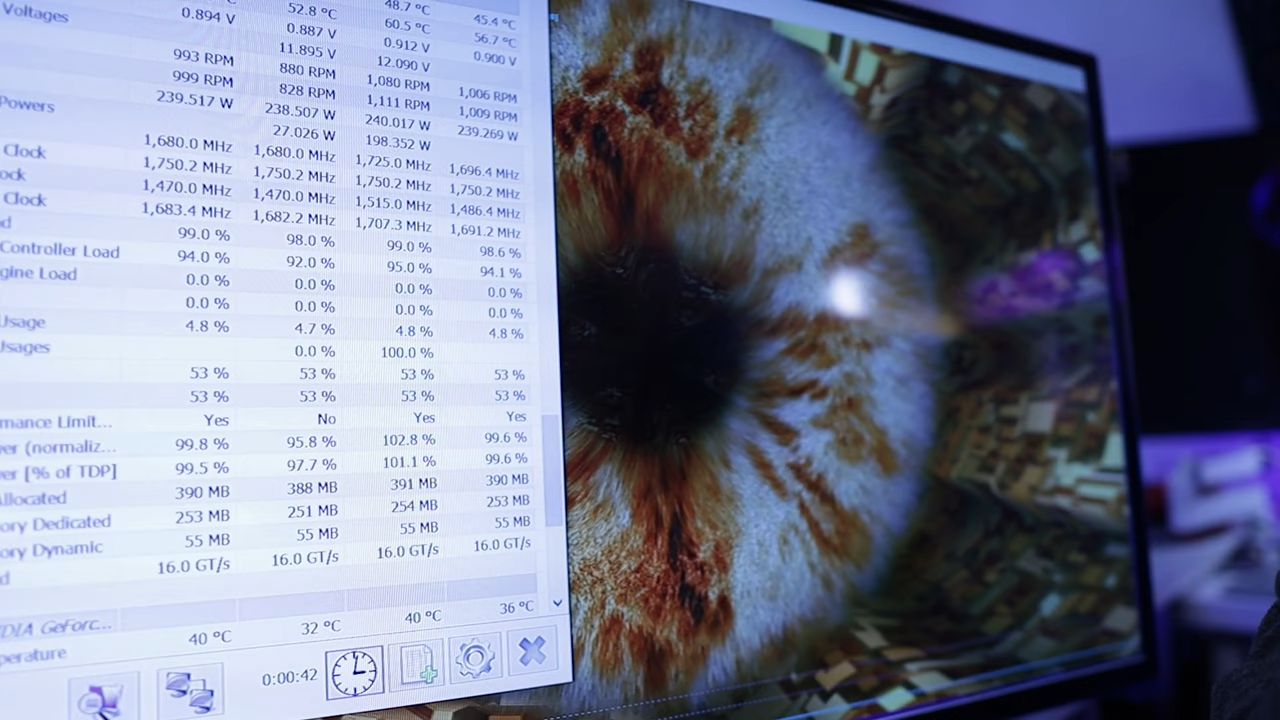 48.7 °C 45.4 °C
°C 52.8 °C 60.5 °C 56.7 °C
Voltages 0.894 V 0.887 V 0.912 V 0.900 V
11.895 V 12.090 V
993 RPM 880 RPM 1,080 RPM 1,006 RPM
999 RPM 828 RPM 1,111 RPM 1,009 RPM
Powers 239.517 W 238.507 W 240.017 W 239.269 W
27.026 W 198.352 W
Clock 1,680.0 MHz 1,680.0 MHz 1,725.0 MHz 1,696.4 MHz
ock 1,750.2 MHz 1,750.2 MHz 1,750.2 MHz 1,750.2 MHz
Clock 1,470.0 MHz 1,470.0 MHz 1,515.0 MHz 1,486.4 MHz
1,683.4 MHz 1,682.2 MHz 1,707.3 MHz 1,691.2 MHz
d 99.0 % 98.0 % 99.0 % 98.6 %
Controller Load 94.0 % 92.0 % 95.0 % 94.1 %
gine Load 0.0 % 0.0 % 0.0 % 0.0 %
0.0 % 0.0 % 0.0 % 0.0 %
Usage 4.8 % 4.7 % 4.8 % 4.8 %
Usages 0.0 % 100.0 %
53 % 53 % 53 % 53 %
53 % 53 % 53 % 53 %
mance Limit... Yes No Yes Yes
er (normaliz... 99.8 % 95.8 % 102.8 % 99.6 %
er [% of TDP] 99.5 % 97.7 % 101.1 % 99.6 %
Allocated 390 MB 388 MB 391 MB 390 MB
ory Dedicated 253 MB 251 MB 254 MB 253 MB
ory Dynamic 55 MB 55 MB 55 MB 55 MB
d 16.0 GT/s 16.0 GT/s 16.0 GT/s 16.0 GT/s
DIA GeForc...
perature 40 °C 32 °C 40 °C 36 °C
0:00:42